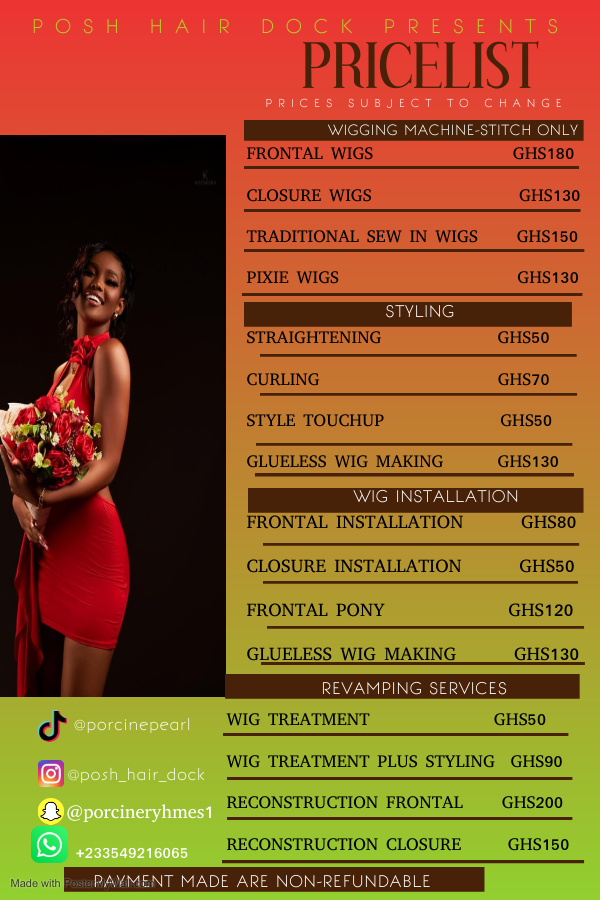 POSH HAIR DOCK PRESENTS
PRICELIST
PRICES SUBJECT TO CHANGE
WIGGING MACHINE-STITCH ONLY
FRONTAL WIGS GHS180
CLOSURE WIGS GHS130
TRADITIONAL SEW IN WIGS GHS150
PIXIE WIGS GHS130
STYLING
STRAIGHTENING GHS50
CURLING GHS70
STYLE TOUCHUP GHS50
GLUELESS WIG MAKING GHS130
WIG INSTALLATION
FRONTAL INSTALLATION GHS80
CLOSURE INSTALLATION GHS50
FRONTAL PONY GHS120
GLUELESS WIG MAKING GHS130
REVAMPING SERVICES
WIG TREATMENT GHS50
WIG TREATMENT PLUS STYLING GHS90
RECONSTRUCTION FRONTAL GHS200
RECONSTRUCTION CLOSURE GHS150
@porcinepearl
@posh_hair_dock
@porcineryhmes1
+233549216065
PAYMENT MADE ARE NON-REFUNDABLE
Made with PosterMyWall.com